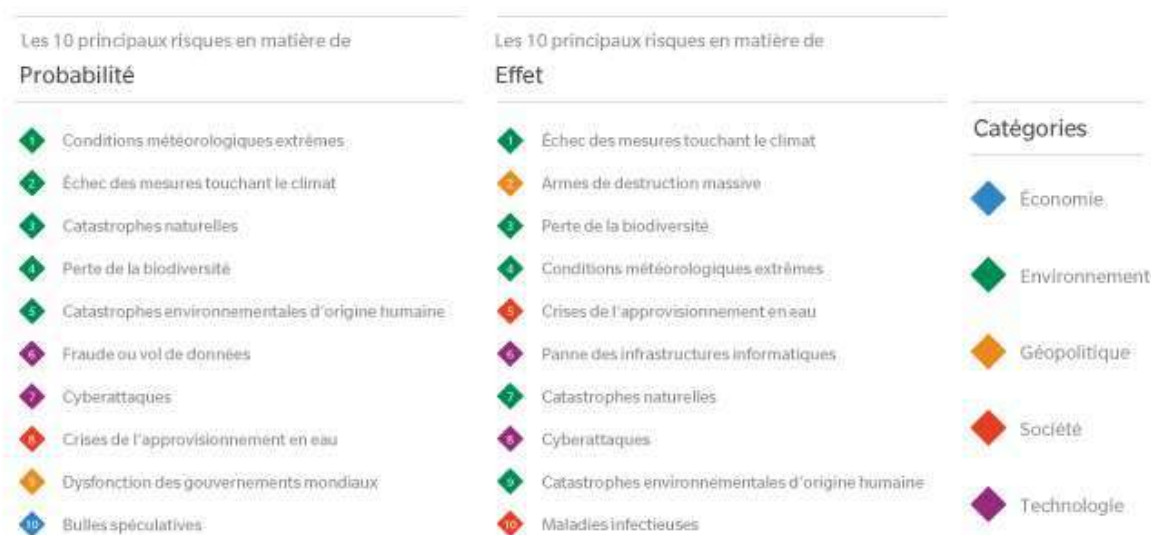 Les 10 principaux risques en matière de
Probabilité
1 Conditions météorologiques extrêmes
2 Échec des mesures touchant le climat
3 Catastrophes naturelles
4 Perte de la biodiversité
5 Catastrophes environnementales d'origine humaine
6 Fraude ou vol de données
7 Cyberattaques
8 Crises de l'approvisionnement en eau
9 Dysfonction des gouvernements mondiaux
10 Bulles spéculatives
Les 10 principaux risques en matière de
Effet
1 Échec des mesures touchant le climat
2 Armes de destruction massive
3 Perte de la biodiversité
4 Conditions météorologiques extrêmes
5 Crises de l'approvisionnement en eau
6 Panne des infrastructures informatiques
7 Catastrophes naturelles
8 Cyberattaques
9 Catastrophes environnementales d'origine humaine
10 Maladies infectieuses
Catégories
Économie
Environnement
Géopolitique
Société
Technologie